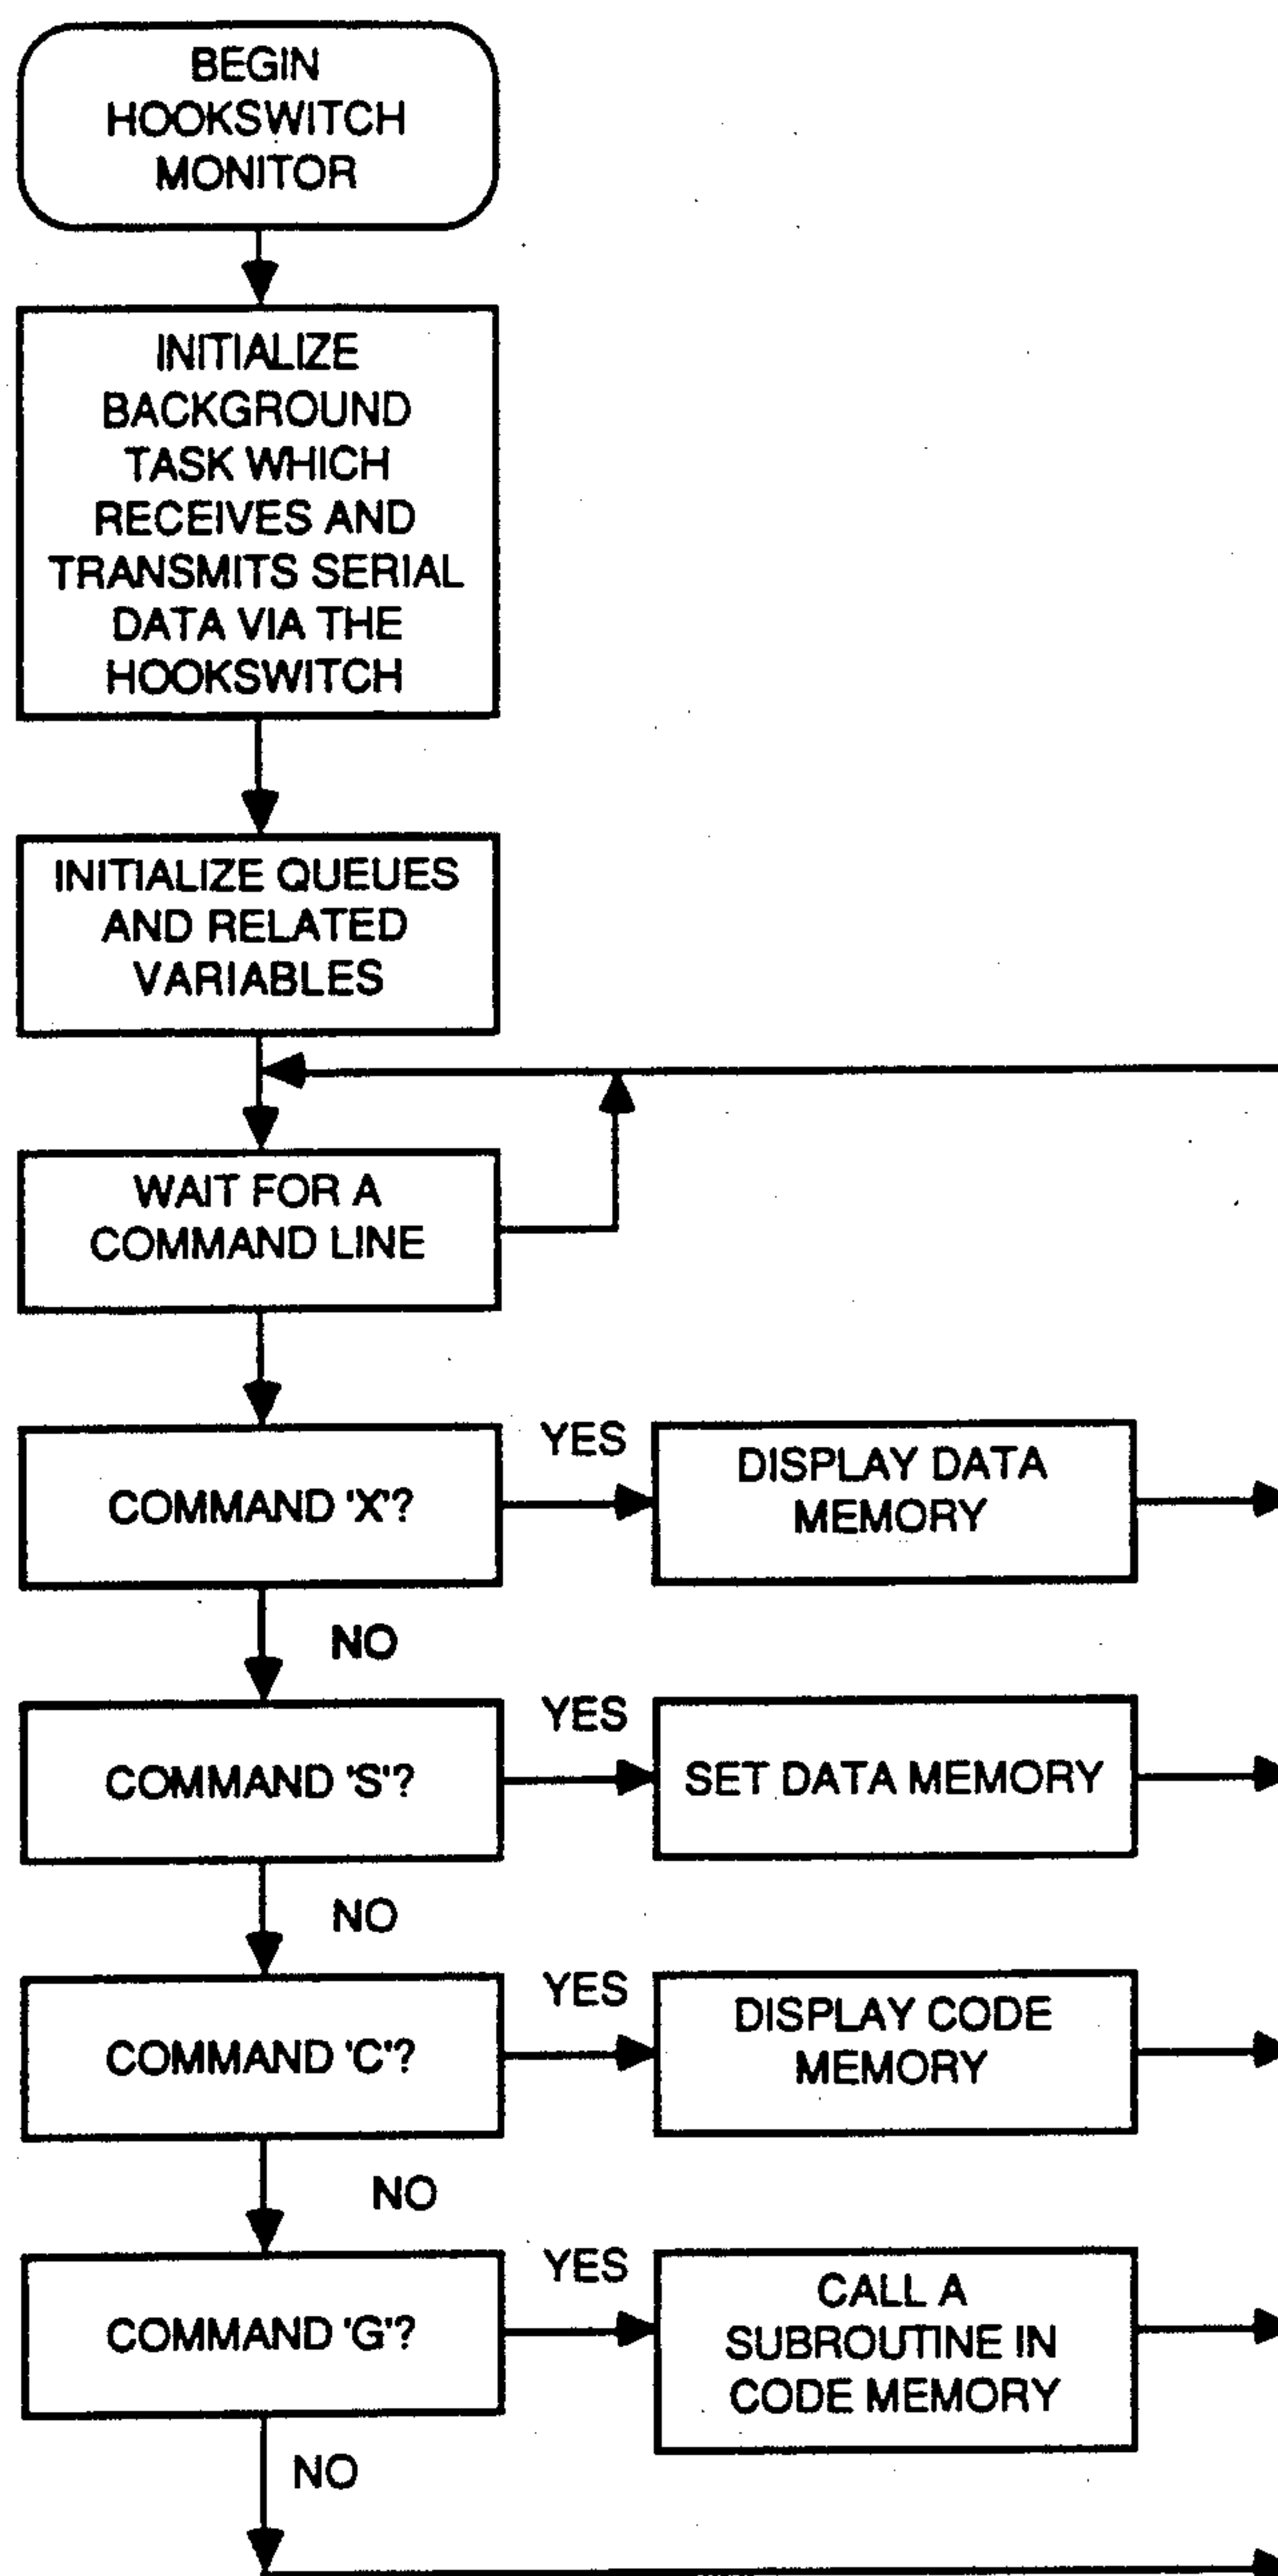 BEGIN
HOOKSWITCH
MONITOR
INITIALIZE
BACKGROUND
TASK WHICH
RECEIVES AND
TRANSMITS SERIAL
DATA VIA THE
HOOKSWITCH
INITIALIZE QUEUES
AND RELATED
VARIABLES
WAIT FOR A
COMMAND LINE
COMMAND 'X'?
YES
DISPLAY DATA
MEMORY
NO
COMMAND 'S'?
YES
SET DATA MEMORY
NO
COMMAND 'C'?
YES
DISPLAY CODE
MEMORY
NO
COMMAND 'G'?
YES
CALL A
SUBROUTINE IN
CODE MEMORY
NO